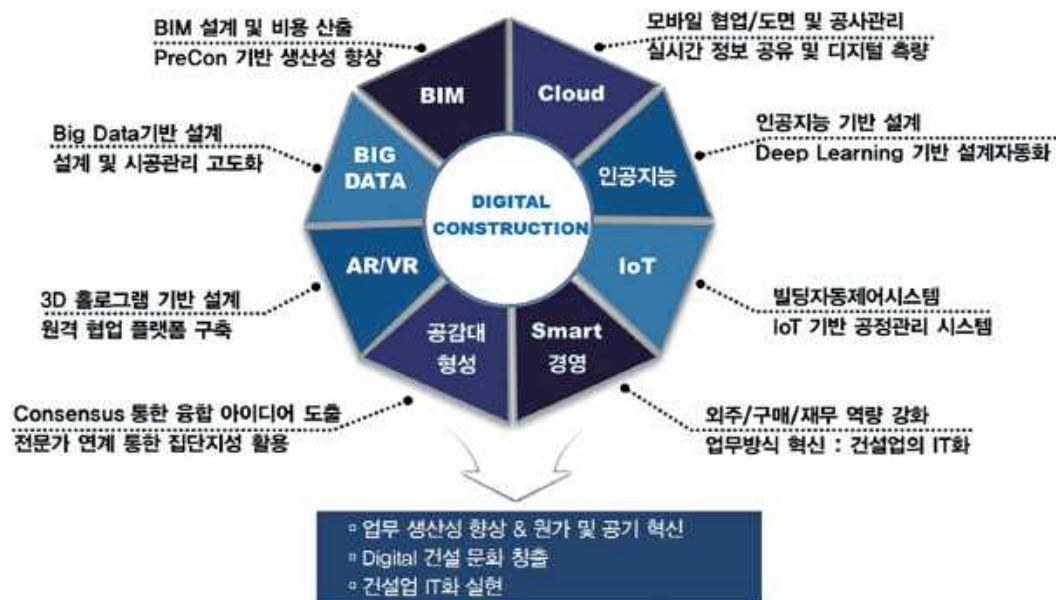 BIM 설계 및 비용 산출
PreCon 기반 생산성 향상
모바일 협업/도면 및 공사관리
실시간 정보 공유 및 디지털 측량
BIM
Cloud
Big Data기반 설계
설계 및 시공관리 고도화
BIG
DATA
인공지능
인공지능 기반 설계
Deep Learning 기반 설계자동화
DIGITAL
CONSTRUCTION
AR/VR
IoT
3D 홀로그램 기반 설계
원격 협업 플랫폼 구축
빌딩자동제어시스템
IoT 기반 공정관리 시스템
공감대
형성
Smart
경영
Consensus 통한 융합 아이디어 도출
전문가 연계 통한 집단지성 활용
외주/구매/재무 역량 강화
업무방식 혁신 : 건설업의 IT화
▫ 업무 생산성 향상 & 원가 및 공기 혁신
▫ Digital 건설 문화 창출
▫ 건설업 IT화 실현